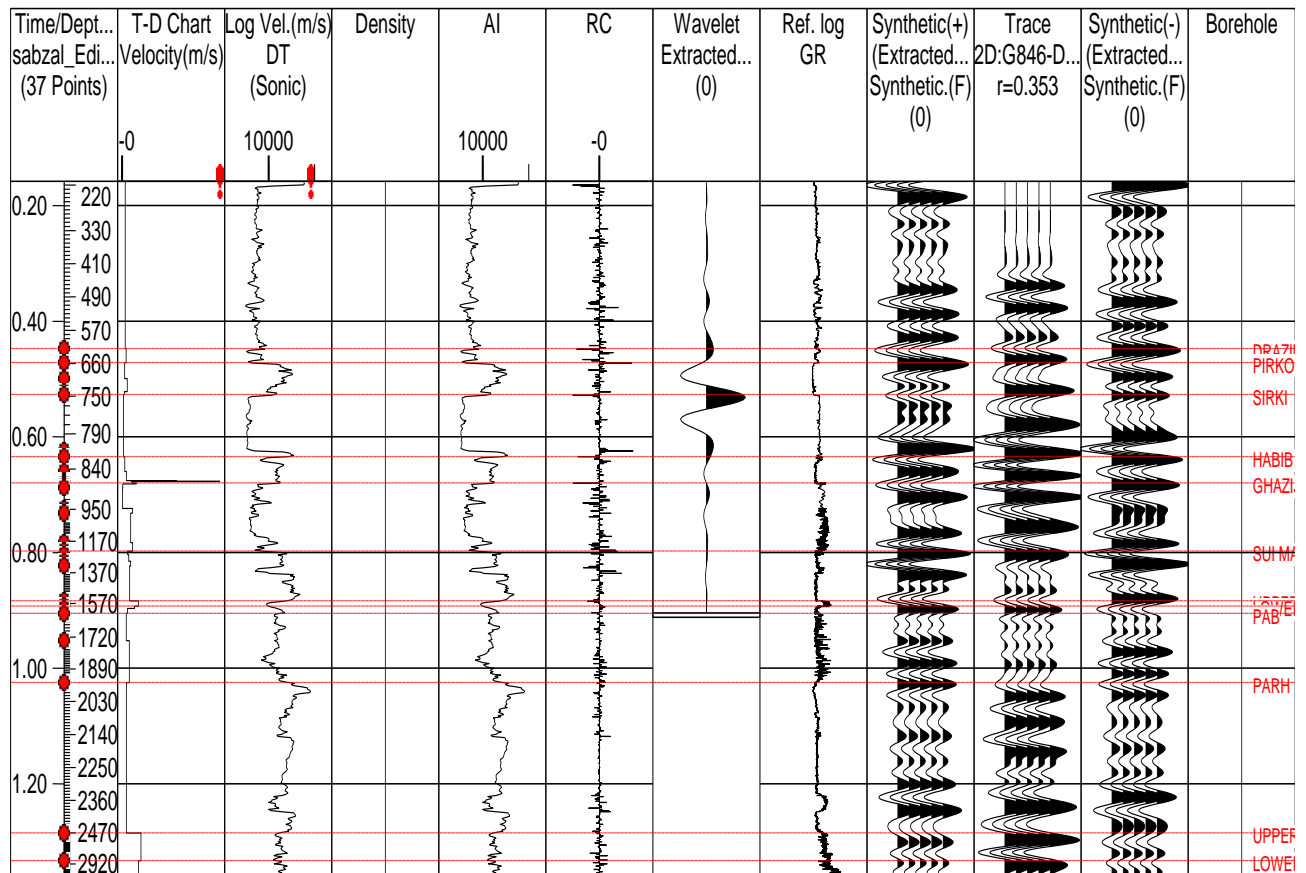 Time/Dept...
sabzal_Edi...
(37 Points)
T-D Chart
Velocity(m/s)
-0
Log Vel.(m/s)
DT
(Sonic)
10000
Density
AI
10000
RC
-0
Wavelet
Extracted...
(0)
Ref. log
GR
Synthetic(+)
(Extracted...
Synthetic.(F)
(0)
Trace
2D:G846-D...
r=0.353
Synthetic(-)
(Extracted...
Synthetic.(F)
(0)
Borehole
220
0.20
330
410
490
0.40
570
660
PIRKO
750
SIRKI
790
0.60
HABIB
840
GHAZI
950
1170
0.80
SUI MA
1370
1570
PAB
1720
1890
1.00
PARH
2030
2140
2250
1.20
2360
2470
UPPER
2920
LOWER